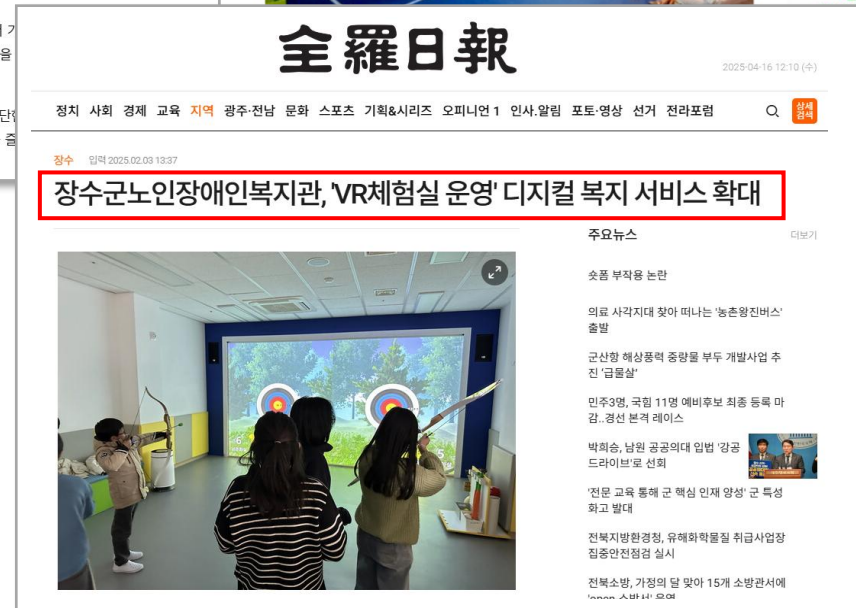 全羅日報
2025-04-16 12:10 (수)
정치 사회 경제 교육 지역 광주·전남 문화 스포츠 기획&시리즈 오피니언 1 인사.알림 포토·영상 선거 전라포럼
상세
검색
장수 입력 2025.02.03 13:37
장수군노인장애인복지관, 'VR체험실 운영' 디지컬 복지 서비스 확대
주요뉴스
더보기
숏폼 부작용 논란
의료 사각지대 찾아 떠나는 '농촌왕진버스'
출발
군산항 해상풍력 중량물 부두 개발사업 추
진 '급물살'
민주3명, 국힘 11명 예비후보 최종 등록 마
감..경선 본격 레이스
박희승, 남원 공공의대 입법 '강공
드라이브'로 선회
'전문 교육 통해 군 핵심 인재 양성' 군 특성
화고 발대
전북지방환경청, 유해화학물질 취급사업장
집중안전점검 실시
전북소방, 가정의 달 맞아 15개 소방관서에
'open 소방서' 운영